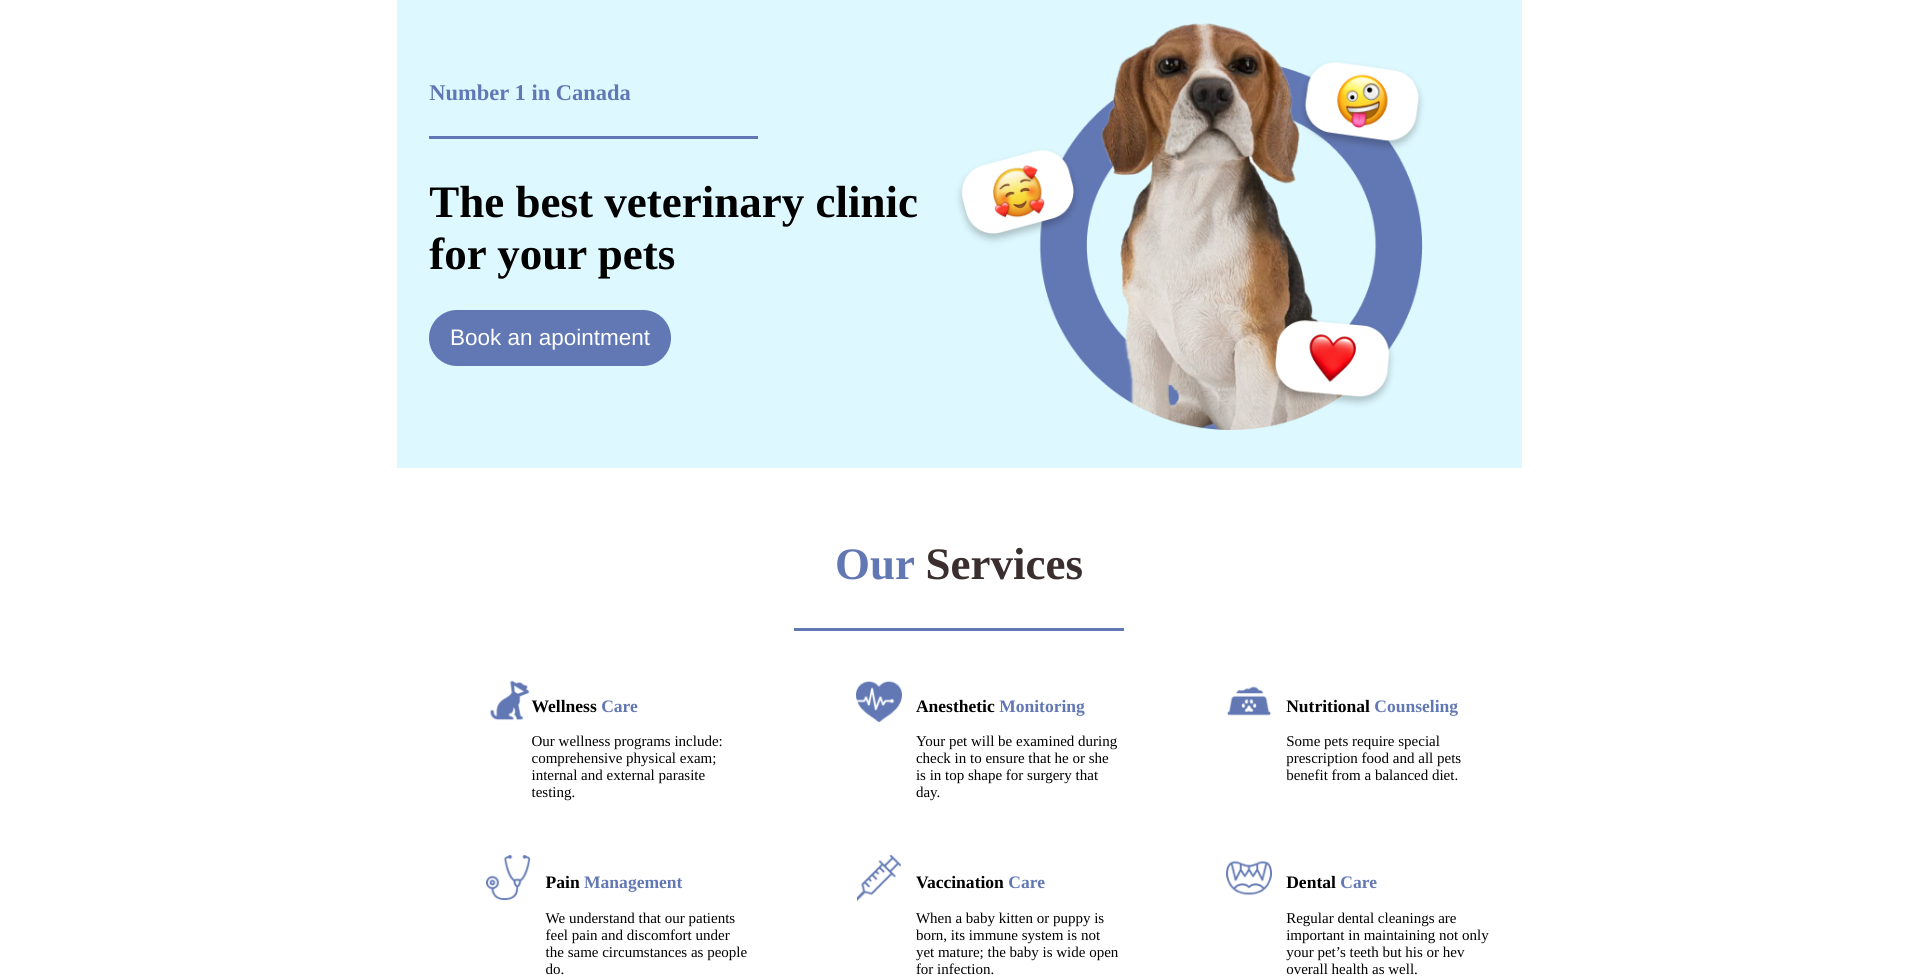 Number 1 in Canada
The best veterinary clinic
for your pets
Book an apointment
Our Services
Wellness Care
Our wellness programs include:
comprehensive physical exam;
internal and external parasite
testing.
Anesthetic Monitoring
Your pet will be examined during
check in to ensure that he or she
is in top shape for surgery that
day.
Nutritional Counseling
Some pets require special
prescription food and all pets
benefit from a balanced diet.
Pain Management
We understand that our patients
feel pain and discomfort under
the same circumstances as people
do.
Vaccination Care
When a baby kitten or puppy is
born, its immune system is not
yet mature; the baby is wide open
for infection.
Dental Care
Regular dental cleanings are
important in maintaining not only
your pet’s teeth but his or hev
overall health as well.